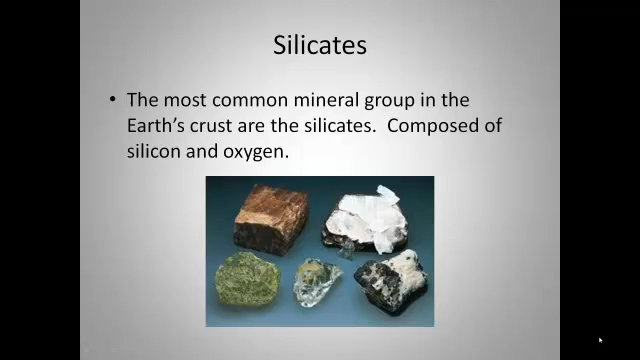 Silicates
• The most common mineral group in the
Earth's crust are the silicates.  Composed of
silicon and oxygen.